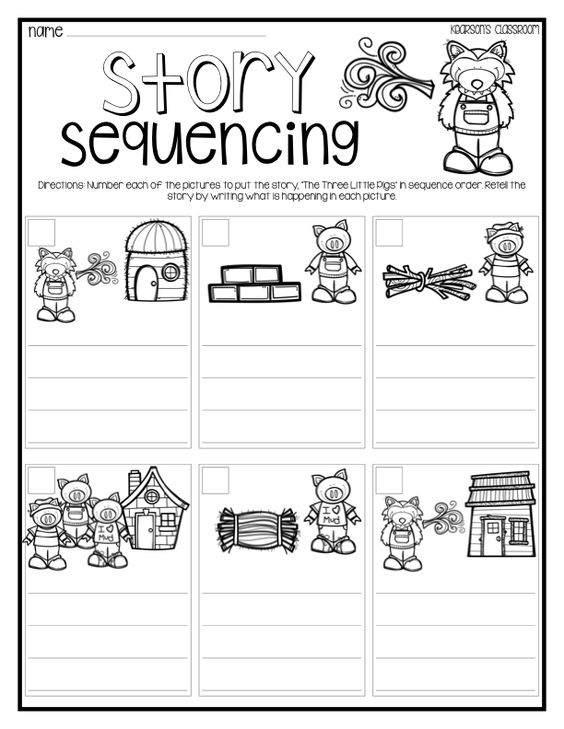 name
Kearson's Classroom
Story
sequencing
Directions: Number each of the pictures to put the story, 'The Three Little Pigs' in sequence order. Retell the
story by writing what is happening in each picture.
I ♡
Mud
I ♡
Mud